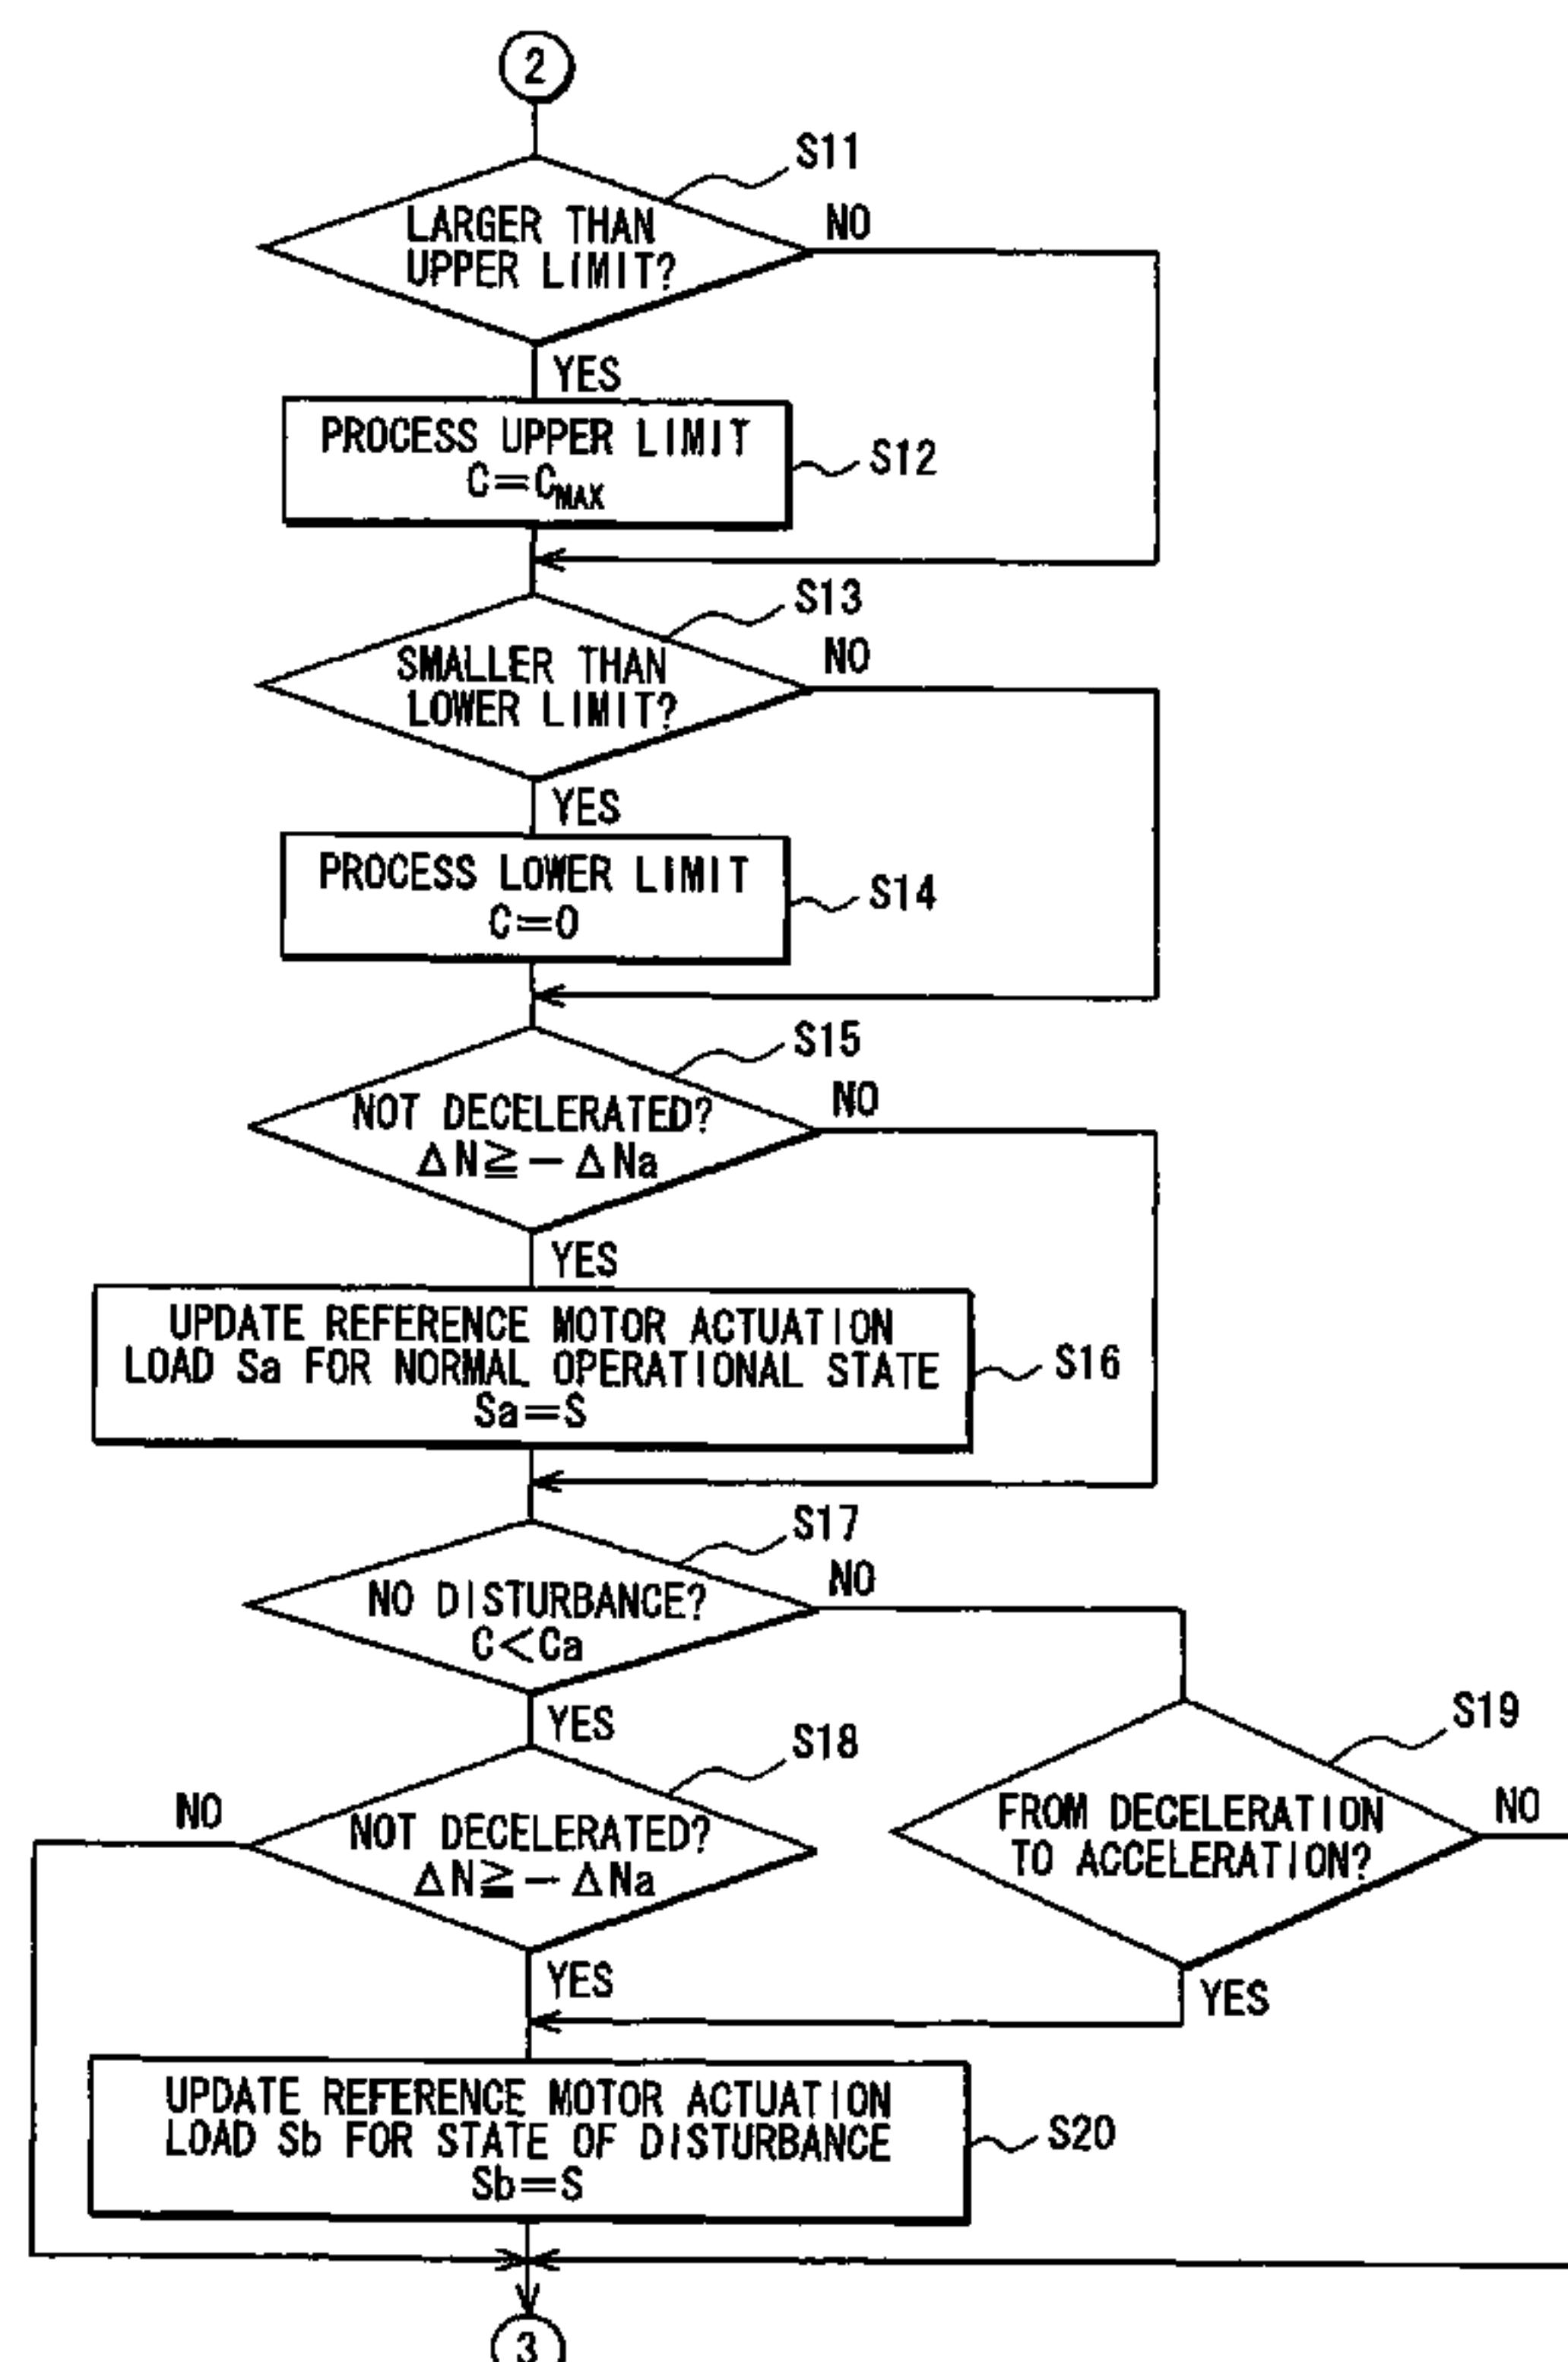 2
S11
LARGER THAN
UPPER LIMIT?
NO
YES
PROCESS UPPER LIMIT
C=CMAX
S12
S13
SMALLER THAN
LOWER LIMIT?
NO
YES
PROCESS LOWER LIMIT
C=0
S14
S15
NOT DECELERATED?
ΔN≧-ΔNa
NO
YES
UPDATE REFERENCE MOTOR ACTUATION
LOAD Sa FOR NORMAL OPERATIONAL STATE
Sa=S
S16
S17
NO DISTURBANCE?
C<Ca
NO
YES
S18
NO
NOT DECELERATED?
ΔN≧-ΔNa
YES
S19
FROM DECELERATION
TO ACCELERATION?
NO
YES
UPDATE REFERENCE MOTOR ACTUATION
LOAD Sb FOR STATE OF DISTURBANCE
Sb=S
S20
3